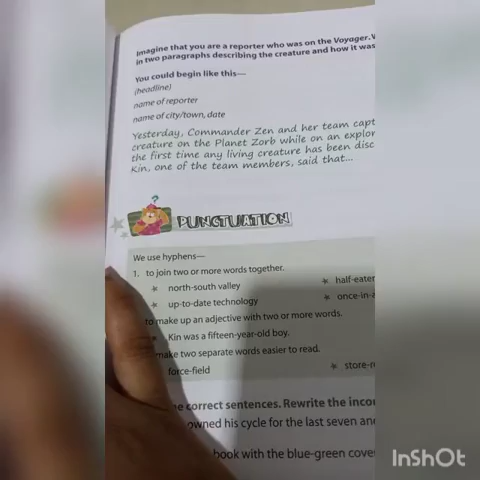 Imagine that you are a reporter who was on the Voyager.
in two paragraphs describing the creature and how it was
You could begin like this—
(headline)
name of reporter
name of city/town, date
Yesterday, Commander Zen and her team
creature on the Planet Zorb while on an
the first time any living creature has been
Kin, one of the team members, said that...
?
PUNCTUATION
We use hyphens—
1. to join two or more words together.
* north-south valley * half-eaten
* up-to-date technology * once-in-a
to make up an adjective with two or more words.
Kin was a fifteen-year-old boy.
make two separate words easier to read.
force-field *
correct sentences. Rewrite the
owned his cycle for the last seven
book with the blue-green
InShOt